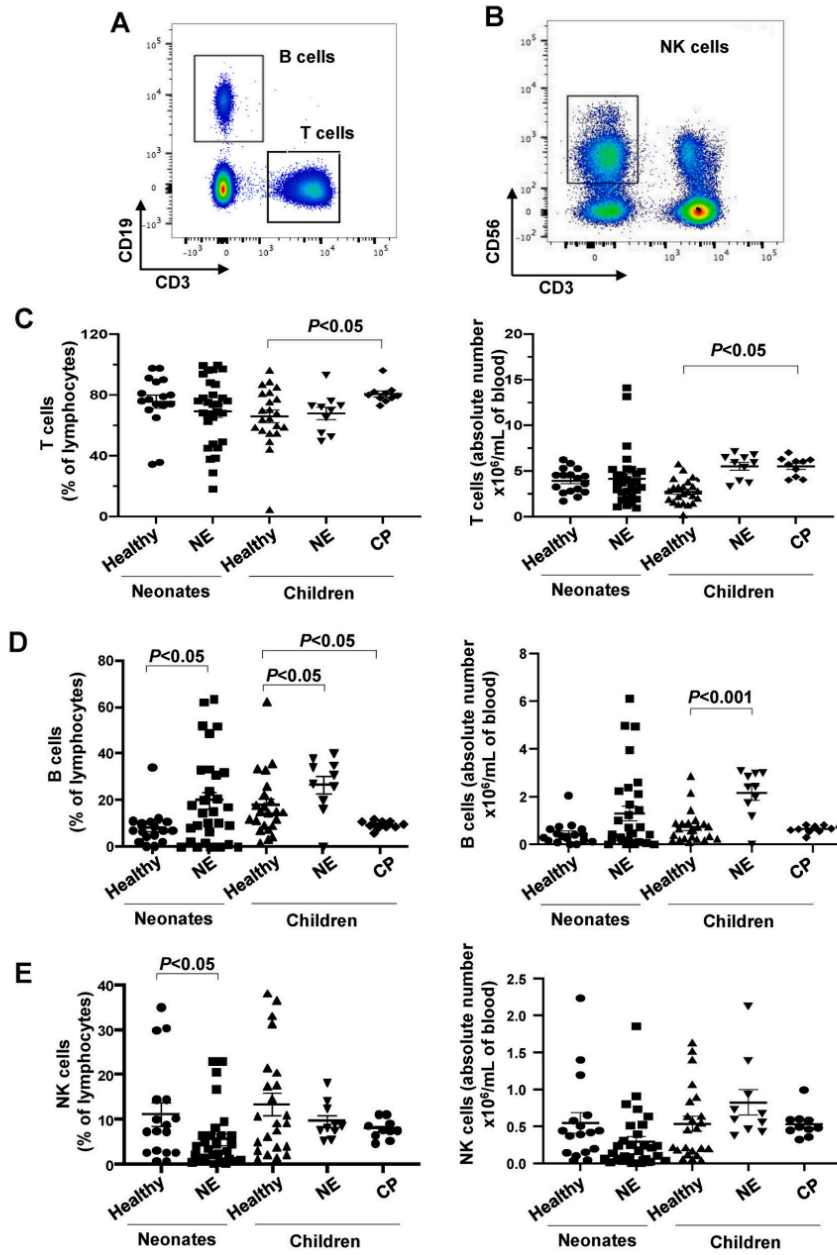 A
B
B cells
T cells
10⁵
10⁴
10³
0
-10³
-10³
0
10³
10⁴
10⁵
CD19
CD3
NK cells
10⁵
10⁴
10³
10²
0
-10²
0
10³
10⁴
10⁵
CD56
CD3
C
P<0.05
120
80
40
0
T cells
(% of lymphocytes)
Healthy
NE
Healthy
NE
CP
Neonates
Children
P<0.05
20
15
10
5
0
T cells (absolute number
x10⁶/mL of blood)
Healthy
NE
Healthy
NE
CP
Neonates
Children
D
P<0.05
P<0.05
P<0.05
80
60
40
20
0
B cells
(% of lymphocytes)
Healthy
NE
Healthy
NE
CP
Neonates
Children
P<0.001
8
6
4
2
0
B cells (absolute number
x10⁶/mL of blood)
Healthy
NE
Healthy
NE
CP
Neonates
Children
E
P<0.05
40
30
20
10
0
NK cells
(% of lymphocytes)
Healthy
NE
Healthy
NE
CP
Neonates
Children
2.5
2.0
1.5
1.0
0.5
0.0
NK cells (absolute number
x10⁶/mL of blood)
Healthy
NE
Healthy
NE
CP
Neonates
Children